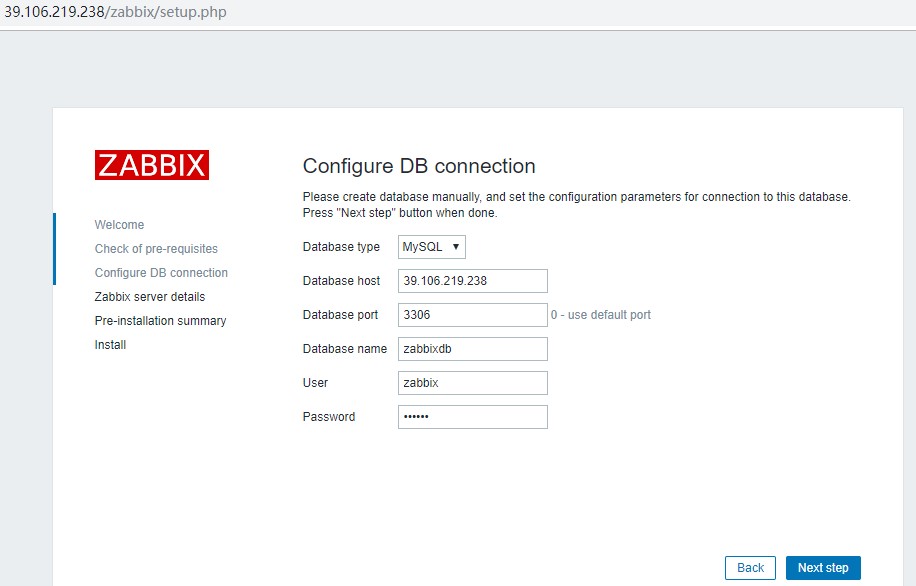 39.106.219.238/zabbix/setup.php
ZABBIX
Welcome
Check of pre-requisites
Configure DB connection
Zabbix server details
Pre-installation summary
Install
Configure DB connection
Please create database manually, and set the configuration parameters for connection to this database.
Press "Next step" button when done.
Database type MySQL ▼
Database host 39.106.219.238
Database port 3306 0 - use default port
Database name zabbixdb
User zabbix
Password ••••••
Back Next step